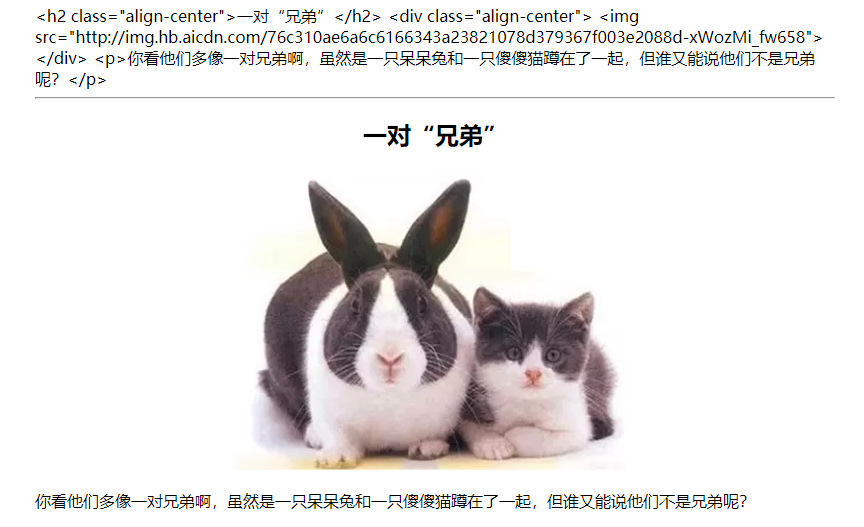 <h2 class="align-center">一对“兄弟”</h2> <div class="align-center"> <img
src="http://img.hb.aicdn.com/76c310ae6a6c6166343a23821078d379367f003e2088d-xWozMi_fw658">
</div> <p>你看他们多像一对兄弟啊，虽然是一只呆呆兔和一只傻傻猫蹲在了一起，但谁又能说他们不是兄弟
呢？</p>
一对“兄弟”
你看他们多像一对兄弟啊，虽然是一只呆呆兔和一只傻傻猫蹲在了一起，但谁又能说他们不是兄弟呢？